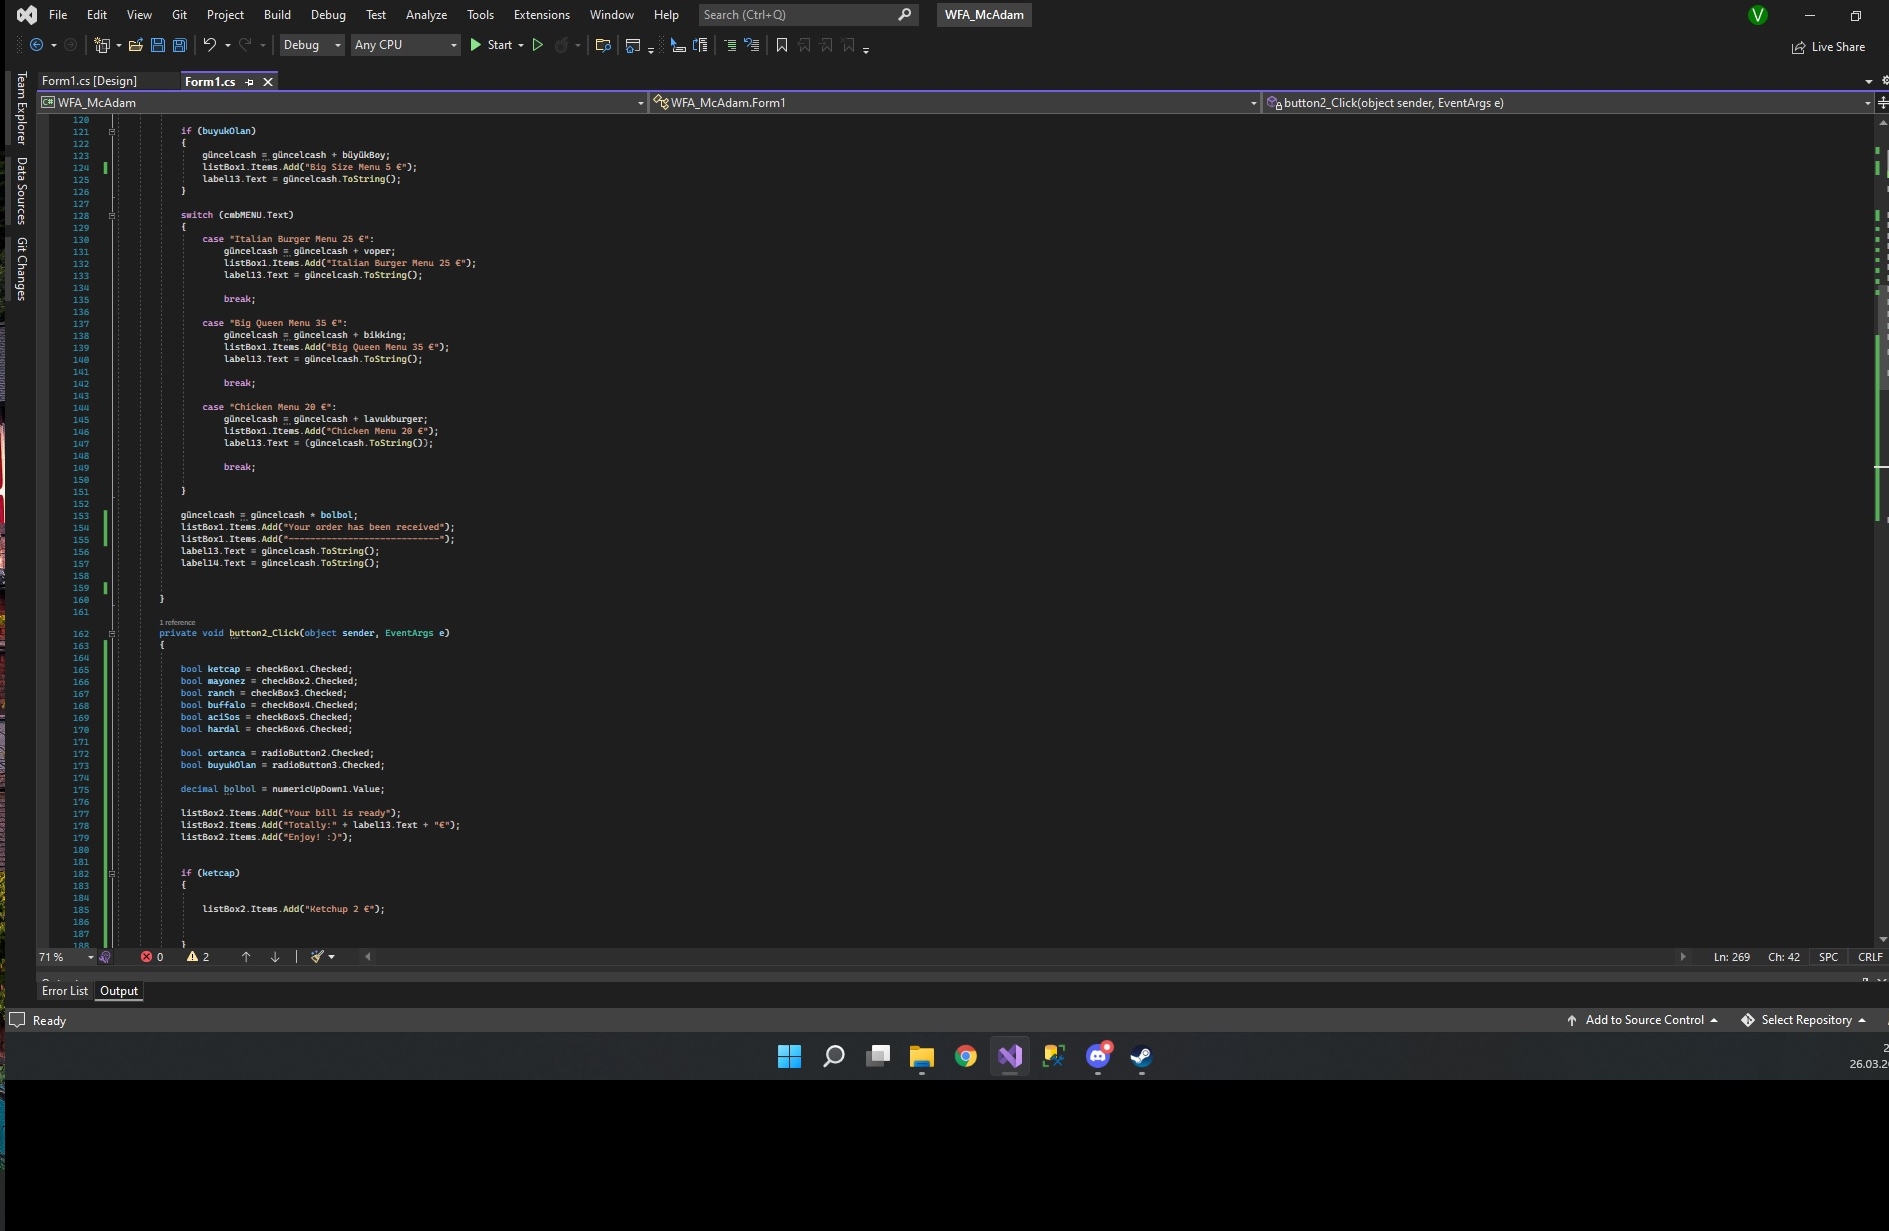 File Edit View Git Project Build Debug Test Analyze Tools Extensions Window Help Search (Ctrl+Q) WFA_McAdam V
Debug Any CPU Start Live Share
Form1.cs [Design] Form1.cs
WFA_McAdam WFA_McAdam.Form1 button2_Click(object sender, EventArgs e)
Team Explorer
Data Sources
Git Changes
120
121 if (buyukOlan)
122 {
123 güncelcash = güncelcash + büyükBoy;
124 listBox1.Items.Add("Big Size Menu 5 €");
125 label13.Text = güncelcash.ToString();
126 }
127
128 switch (cmbMENU.Text)
129 {
130 case "Italian Burger Menu 25 €":
131 güncelcash = güncelcash + voper;
132 listBox1.Items.Add("Italian Burger Menu 25 €");
133 label13.Text = güncelcash.ToString();
134
135 break;
136
137 case "Big Queen Menu 35 €":
138 güncelcash = güncelcash + bikking;
139 listBox1.Items.Add("Big Queen Menu 35 €");
140 label13.Text = güncelcash.ToString();
141
142 break;
143
144 case "Chicken Menu 20 €":
145 güncelcash = güncelcash + lavukburger;
146 listBox1.Items.Add("Chicken Menu 20 €");
147 label13.Text = (güncelcash.ToString());
148
149 break;
150
151 }
152
153 güncelcash = güncelcash * bolbol;
154 listBox1.Items.Add("Your order has been received");
155 listBox1.Items.Add("----------------------------");
156 label13.Text = güncelcash.ToString();
157 label14.Text = güncelcash.ToString();
158
159
160 }
161
1 reference
162 private void button2_Click(object sender, EventArgs e)
163 {
164
165 bool ketcap = checkBox1.Checked;
166 bool mayonez = checkBox2.Checked;
167 bool ranch = checkBox3.Checked;
168 bool buffalo = checkBox4.Checked;
169 bool aciSos = checkBox5.Checked;
170 bool hardal = checkBox6.Checked;
171
172 bool ortanca = radioButton2.Checked;
173 bool buyukOlan = radioButton3.Checked;
174
175 decimal bolbol = numericUpDown1.Value;
176
177 listBox2.Items.Add("Your bill is ready");
178 listBox2.Items.Add("Totally:" + label13.Text + "€");
179 listBox2.Items.Add("Enjoy! :)");
180
181
182 if (ketcap)
183 {
184
185 listBox2.Items.Add("Ketchup 2 €");
186
187
188 }
71 % 0 2 Ln: 269 Ch: 42 SPC CRLF
Error List Output
Ready Add to Source Control Select Repository
26.03.2